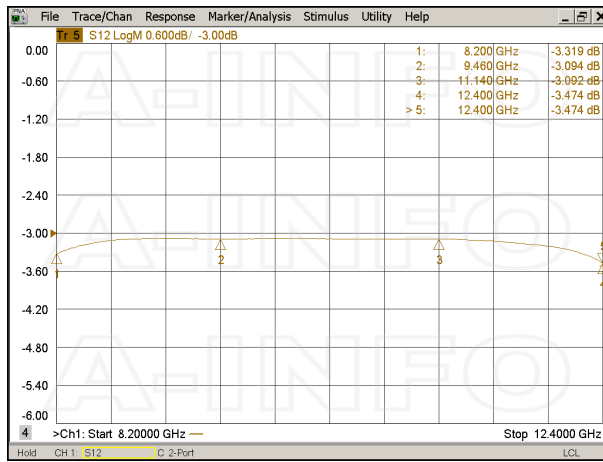 File Trace/Chan Response Marker/Analysis Stimulus Utility Help
Tr 5 S12 LogM 0.600dB/ -3.00dB
1: 8.200 GHz -3.319 dB
2: 9.460 GHz -3.094 dB
3: 11.140 GHz -3.092 dB
4: 12.400 GHz -3.474 dB
> 5: 12.400 GHz -3.474 dB
0.00
-0.60
-1.20
-1.80
-2.40
-3.00
-3.60
-4.20
-4.80
-5.40
-6.00
1
2
3
4
A-INFO
A-INFO
A-INFO
4 >Ch1: Start 8.20000 GHz Stop 12.4000 GHz
Hold CH 1: S12 C 2-Port LCL